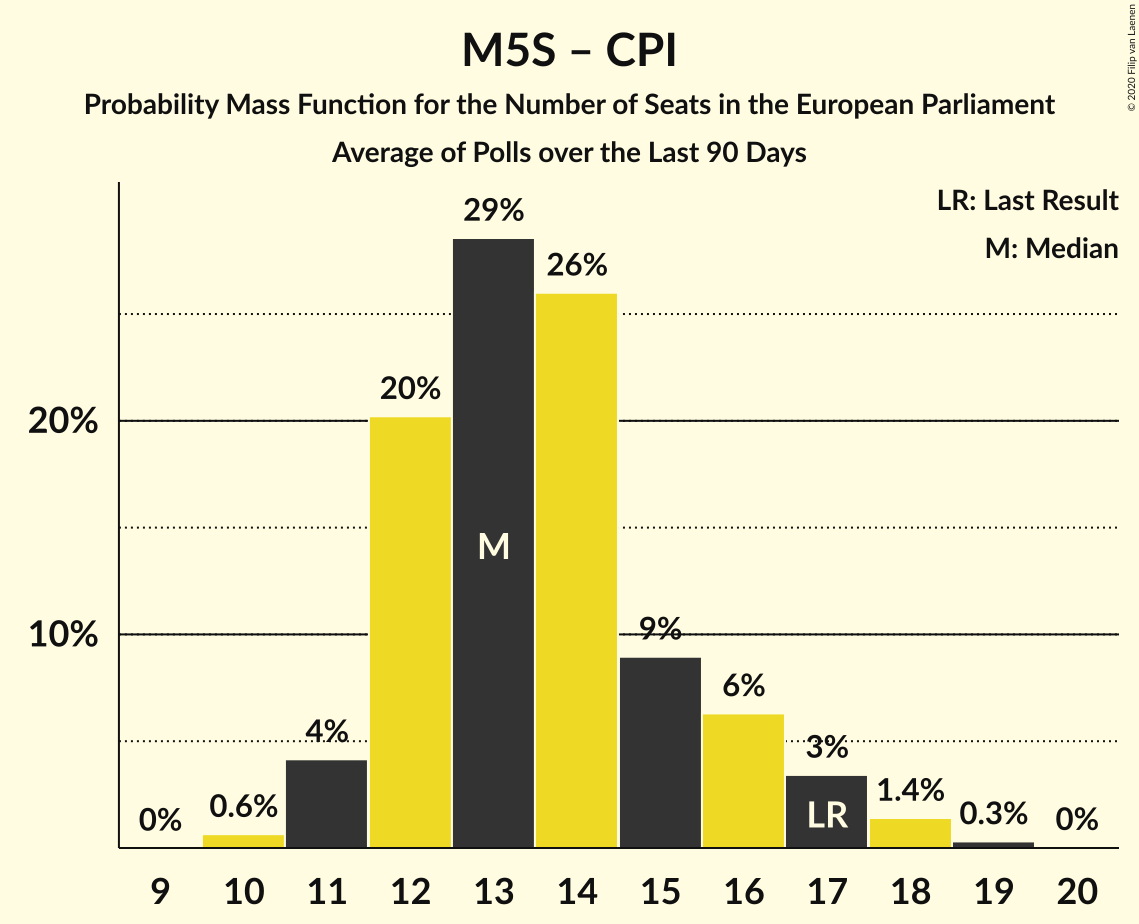 M5S – CPI
Probability Mass Function for the Number of Seats in the European Parliament
Average of Polls over the Last 90 Days
© 2020 Filip van Laenen
LR: Last Result
M: Median
29%
26%
20%
20%
M
10%
9%
6%
4%
3%
LR
1.4%
0.6%
0.3%
0%
0%
9 10 11 12 13 14 15 16 17 18 19 20